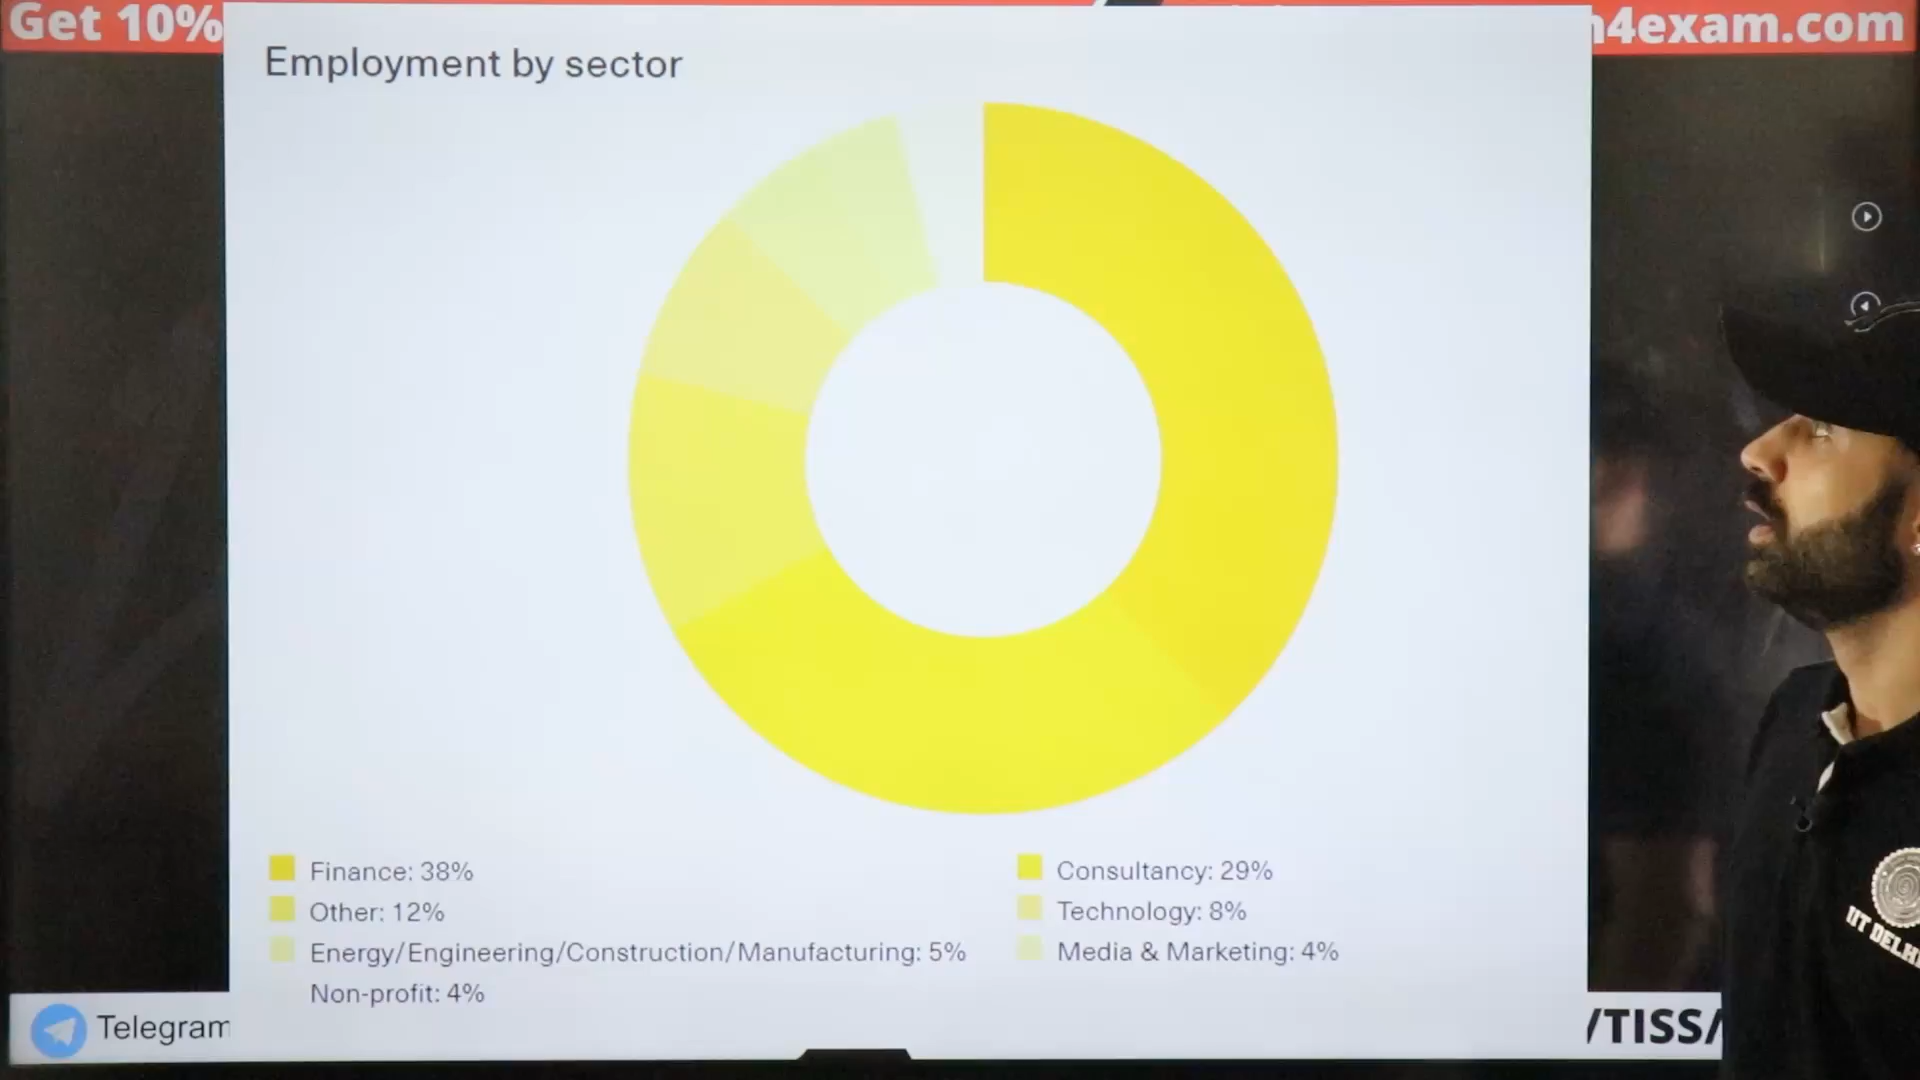 Get 10%
n4exam.com
Employment by sector
Finance: 38%
Consultancy: 29%
Other: 12%
Technology: 8%
Energy/Engineering/Construction/Manufacturing: 5%
Media & Marketing: 4%
Non-profit: 4%
Telegram
/TISS/
IIT DELHI